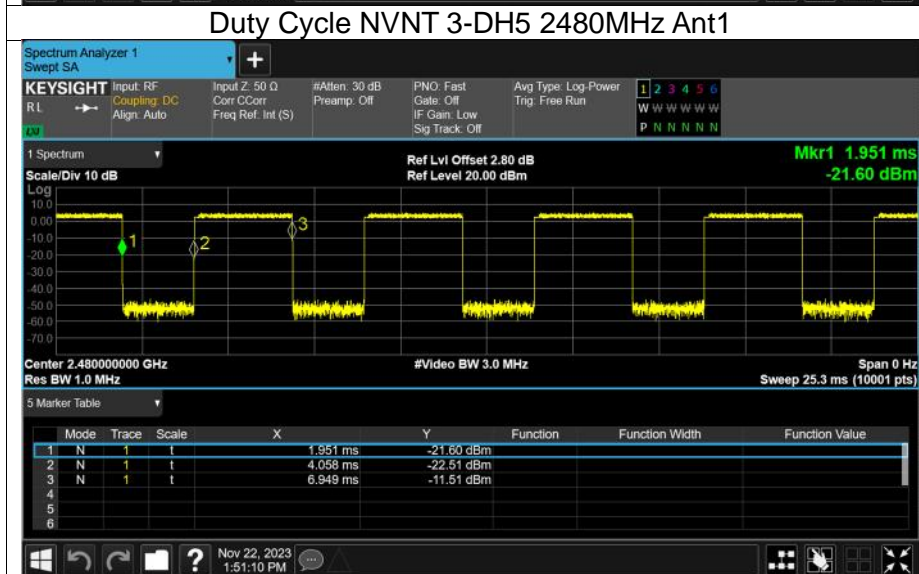 Duty Cycle NVNT 3-DH5 2480MHz Ant1
Spectrum Analyzer 1
Swept SA
+
KEYSIGHT Input: RF Input Z: 50 Ω #Atten: 30 dB PNO: Fast Avg Type: Log-Power 1 2 3 4 5 6
RL Coupling: DC Corr CCorr Preamp: Off Gate: Off Trig: Free Run W W W W W W
Align: Auto Freq Ref: Int (S) IF Gain: Low
Sig Track: Off P N N N N N
1 Spectrum Ref Lvl Offset 2.80 dB Mkr1 1.951 ms
Scale/Div 10 dB Ref Level 20.00 dBm -21.60 dBm
Log
10.0
0.00
-10.0
-20.0
-30.0
-40.0
-50.0
-60.0
-70.0
1
2
3
Center 2.480000000 GHz #Video BW 3.0 MHz Span 0 Hz
Res BW 1.0 MHz Sweep 25.3 ms (10001 pts)
5 Marker Table
Mode Trace Scale X Y Function Function Width Function Value
1 N 1 t 1.951 ms -21.60 dBm
2 N 1 t 4.058 ms -22.51 dBm
3 N 1 t 6.949 ms -11.51 dBm
4
5
6
? Nov 22, 2023
1:51:10 PM